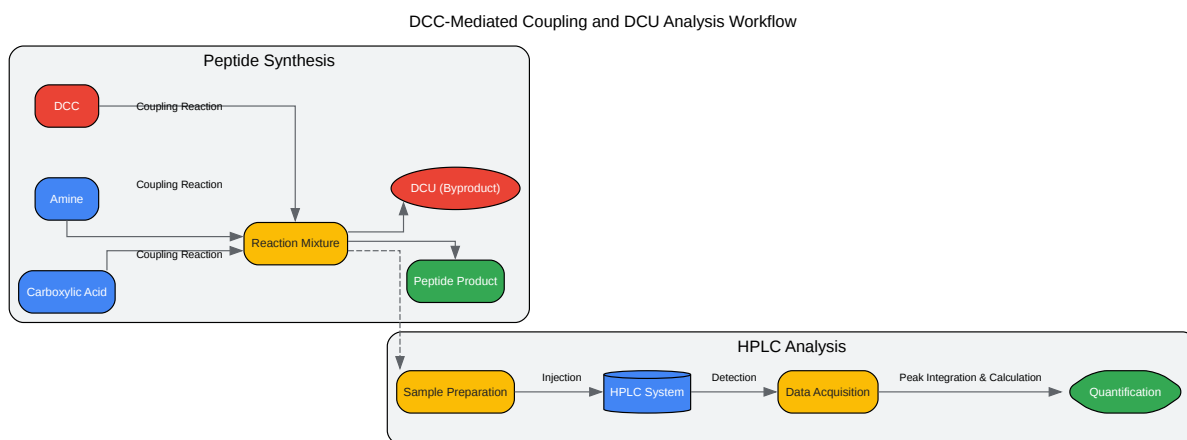 DCC-Mediated Coupling and DCU Analysis Workflow
Peptide Synthesis
DCC
Coupling Reaction
Amine
Coupling Reaction
DCU (Byproduct)
Reaction Mixture
Coupling Reaction
Carboxylic Acid
Peptide Product
HPLC Analysis
Sample Preparation
Injection
HPLC System
Detection
Data Acquisition
Peak Integration & Calculation
Quantification